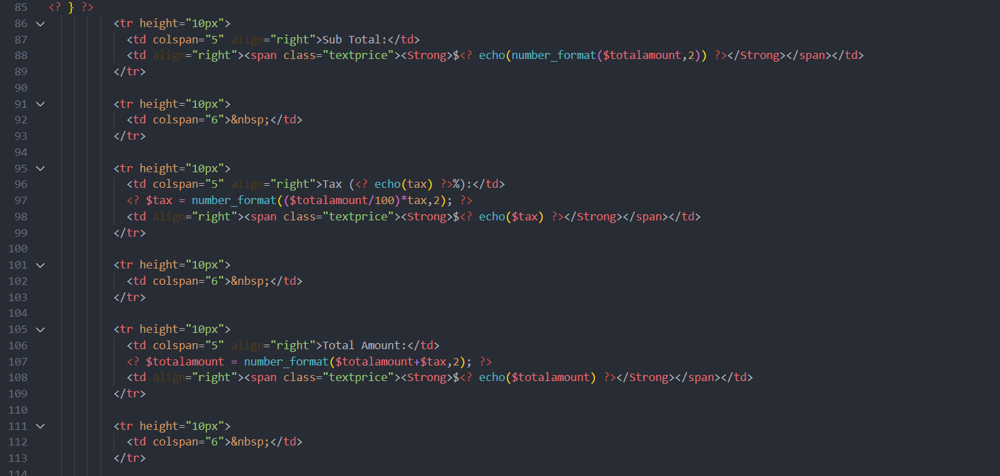 85 <? } ?>
86 <tr height="10px">
87 <td colspan="5" align="right">Sub Total:</td>
88 <td align="right"><span class="textprice"><Strong>$<? echo(number_format($totalamount,2)) ?></Strong></span></td>
89 </tr>
90
91 <tr height="10px">
92 <td colspan="6">&nbsp;</td>
93 </tr>
94
95 <tr height="10px">
96 <td colspan="5" align="right">Tax (<? echo(tax) ?>%):</td>
97 <? $tax = number_format(($totalamount/100)*tax,2); ?>
98 <td align="right"><span class="textprice"><Strong>$<? echo($tax) ?></Strong></span></td>
99 </tr>
100
101 <tr height="10px">
102 <td colspan="6">&nbsp;</td>
103 </tr>
104
105 <tr height="10px">
106 <td colspan="5" align="right">Total Amount:</td>
107 <? $totalamount = number_format($totalamount+$tax,2); ?>
108 <td align="right"><span class="textprice"><Strong>$<? echo($totalamount) ?></Strong></span></td>
109 </tr>
110
111 <tr height="10px">
112 <td colspan="6">&nbsp;</td>
113 </tr>
114